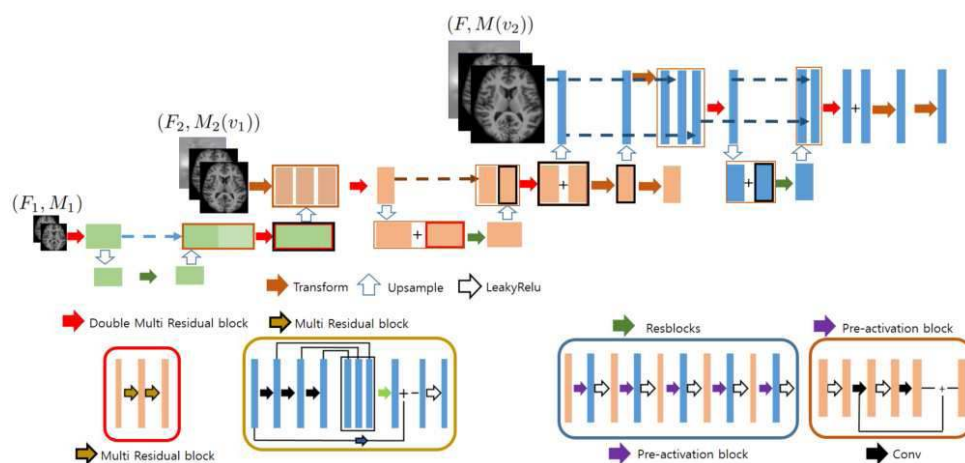 (F, M(v₂))
(F₂, M₂(v₁))
(F₁, M₁)
+
+
+
+
Transform
Upsample
LeakyRelu
Double Multi Residual block
Multi Residual block
Resblocks
Pre-activation block
+
+
Multi Residual block
Pre-activation block
Conv